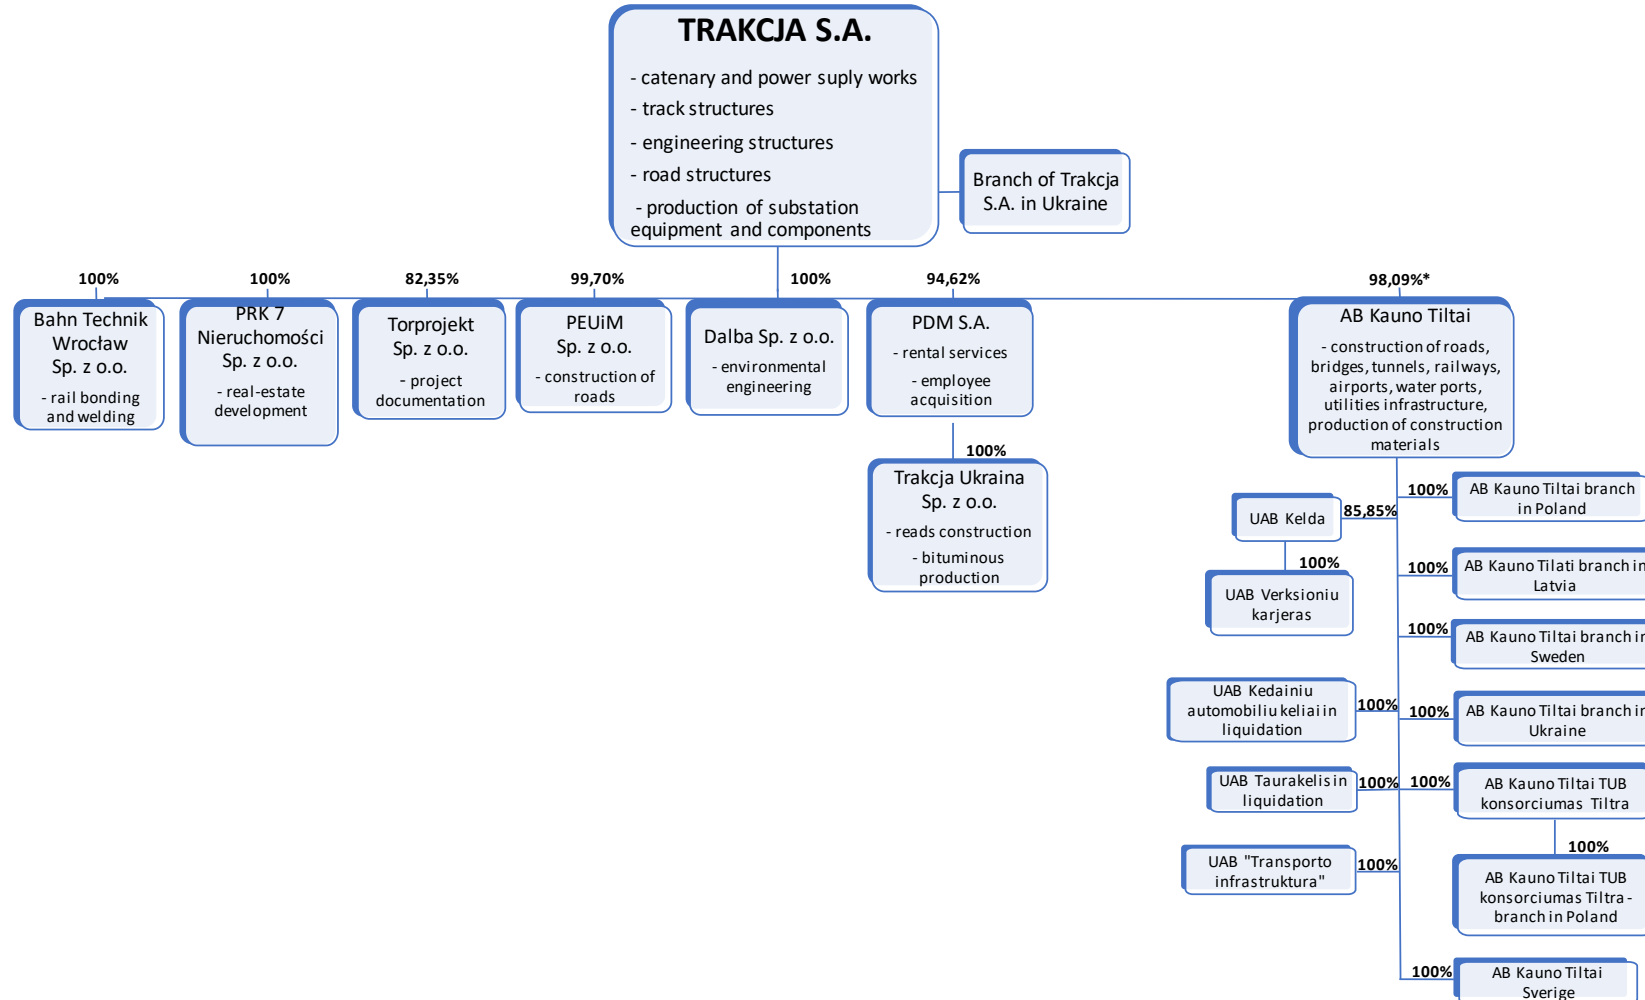 TRAKCJA S.A.
- catenary and power suply works
- track structures
- engineering structures
- road structures
- production of substation
equipment and components
Branch of Trakcja
S.A. in Ukraine
100%
100%
82,35%
99,70%
100%
94,62%
98,09%*
Bahn Technik
Wrocław
Sp. z o.o.
- rail bonding
and welding
PRK 7
Nieruchomości
Sp. z o.o.
- real-estate
development
Torprojekt
Sp. z o.o.
- project
documentation
PEUiM
Sp. z o.o.
- construction of
roads
Dalba Sp. z o.o.
- environmental
engineering
PDM S.A.
- rental services
- employee
acquisition
AB Kauno Tiltai
- construction of roads,
bridges, tunnels, railways,
airports, water ports,
utilities infrastructure,
production of construction
materials
100%
Trakcja Ukraina
Sp. z o.o.
- reads construction
- bituminous
production
UAB Kelda
85,85%
100%
UAB Verksioniu
karjeras
UAB Kedainiu
automobiliu keliai in
liquidation
100%
UAB Taurakelis in
liquidation
100%
UAB "Transporto
infrastruktura"
100%
100%
AB Kauno Tiltai branch
in Poland
100%
AB Kauno Tilati branch in
Latvia
100%
AB Kauno Tiltai branch in
Sweden
100%
AB Kauno Tiltai branch in
Ukraine
100%
AB Kauno Tiltai TUB
konsorciumas Tiltra
100%
AB Kauno Tiltai TUB
konsorciumas Tiltra -
branch in Poland
100%
AB Kauno Tiltai
Sverige